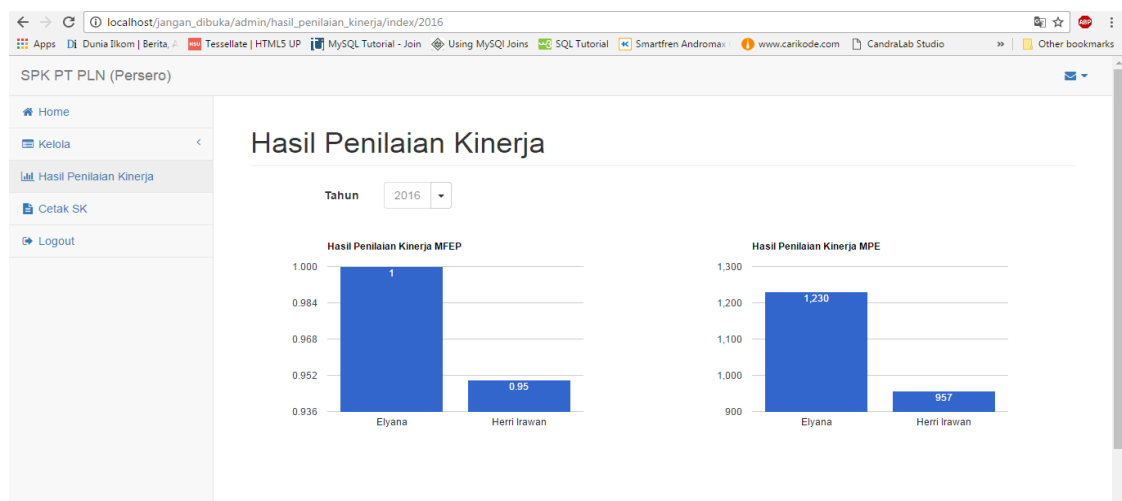 localhost/jangan_dibuka/admin/hasil_penilaian_kinerja/index/2016
ABP
Apps Di Dunia Ilkom | Berita, Tessellate | HTML5 UP MySQL Tutorial - Join Using MySQl Joins SQL Tutorial Smartfren Andromax www.carikode.com CandraLab Studio » Other bookmarks
SPK PT PLN (Persero)
Home
Kelola
Hasil Penilaian Kinerja
Cetak SK
Logout
Hasil Penilaian Kinerja
Tahun 2016
Hasil Penilaian Kinerja MFEP
1.000
0.984
0.968
0.952
0.936
1
0.95
Elyana Herri Irawan
Hasil Penilaian Kinerja MPE
1,300
1,200
1,100
1,000
900
1,230
957
Elyana Herri Irawan